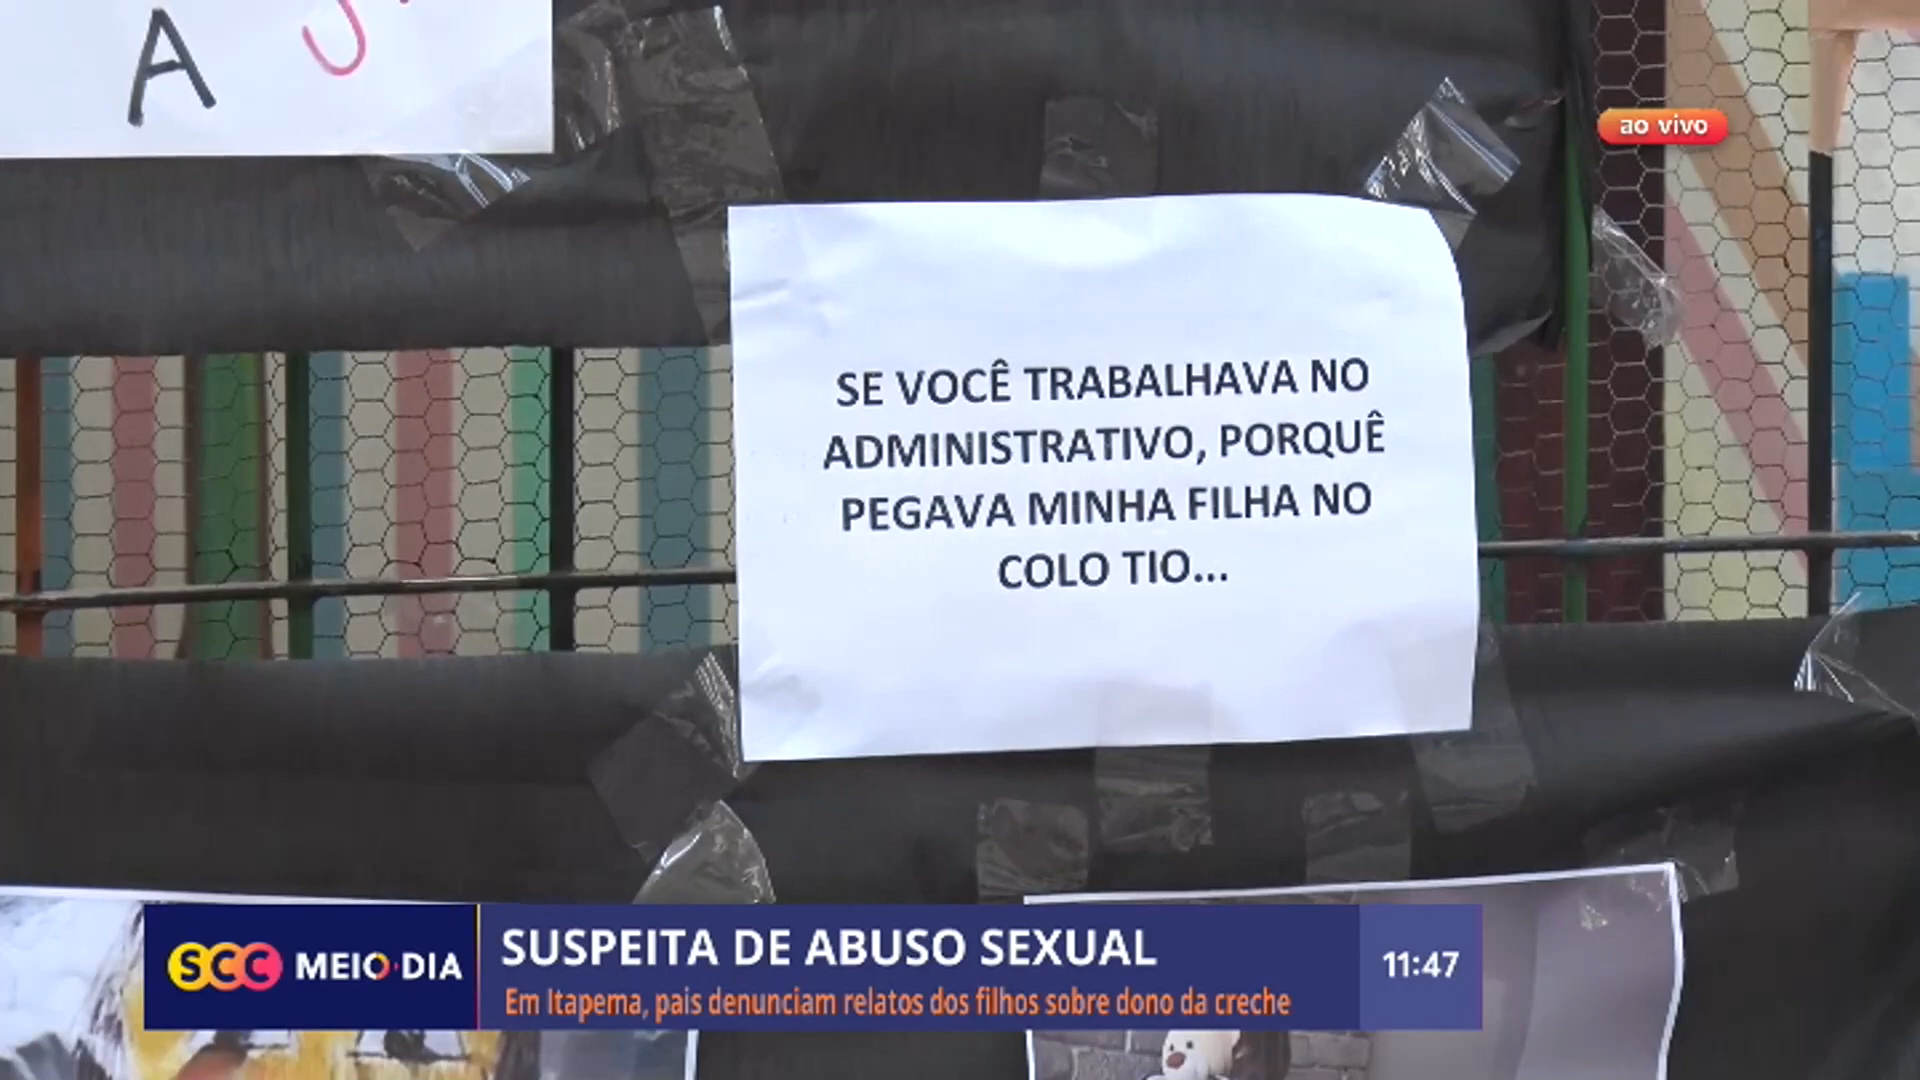 A J
ao vivo
SE VOCÊ TRABALHAVA NO
ADMINISTRATIVO, PORQUÊ
PEGAVA MINHA FILHA NO
COLO TIO...
SCC MEIO-DIA
SUSPEITA DE ABUSO SEXUAL
Em Itapema, pais denunciam relatos dos filhos sobre dono da creche
11:47